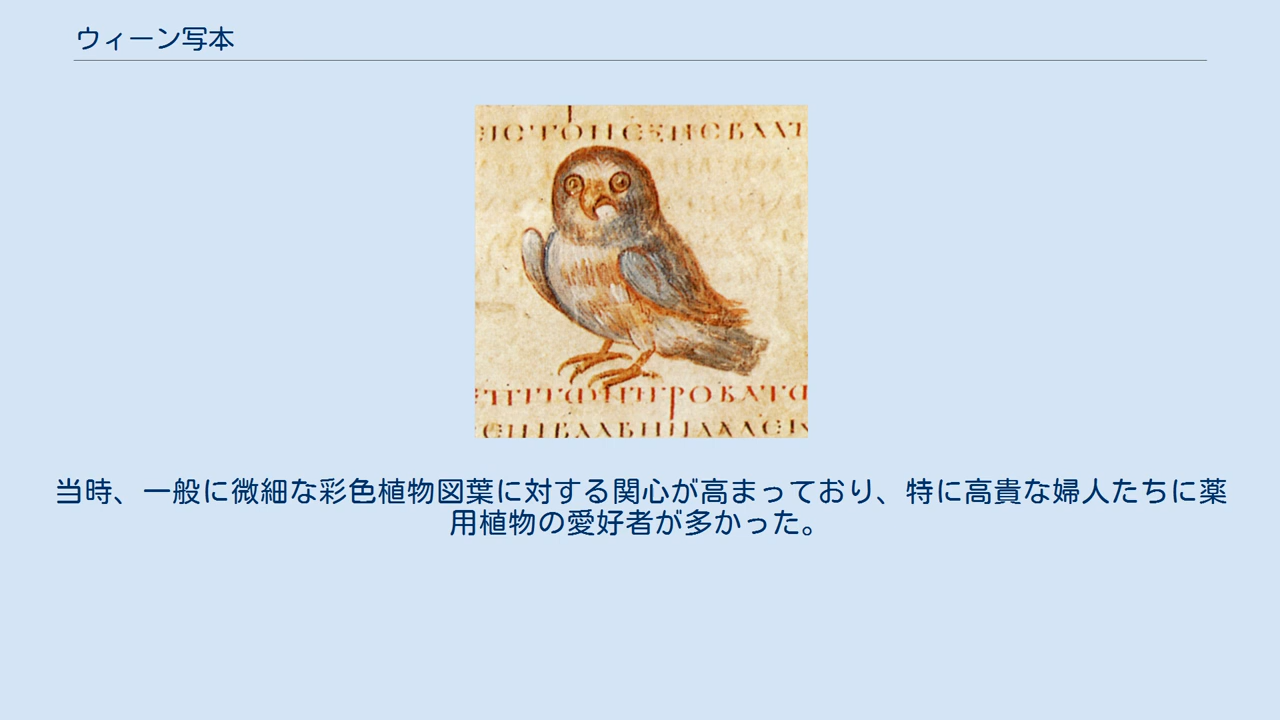 ウィーン写本
当時、一般に微細な彩色植物図葉に対する関心が高まっており、特に高貴な婦人たちに薬
用植物の愛好者が多かった。